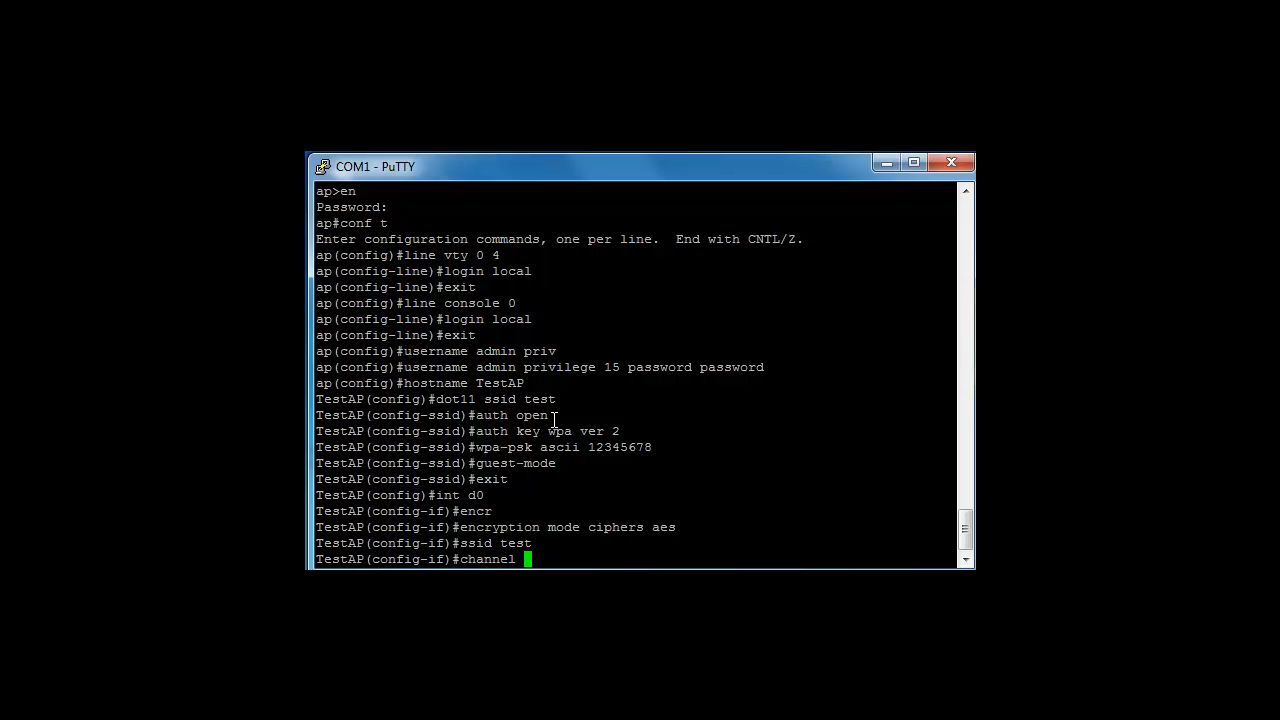 COM1 - PuTTY
ap>en
Password:
ap#conf t
Enter configuration commands, one per line.  End with CNTL/Z.
ap(config)#line vty 0 4
ap(config-line)#login local
ap(config-line)#exit
ap(config)#line console 0
ap(config-line)#login local
ap(config-line)#exit
ap(config)#username admin priv
ap(config)#username admin privilege 15 password password
ap(config)#hostname TestAP
TestAP(config)#dot11 ssid test
TestAP(config-ssid)#auth open
TestAP(config-ssid)#auth key wpa ver 2
TestAP(config-ssid)#wpa-psk ascii 12345678
TestAP(config-ssid)#guest-mode
TestAP(config-ssid)#exit
TestAP(config)#int d0
TestAP(config-if)#encr
TestAP(config-if)#encryption mode ciphers aes
TestAP(config-if)#ssid test
TestAP(config-if)#channel